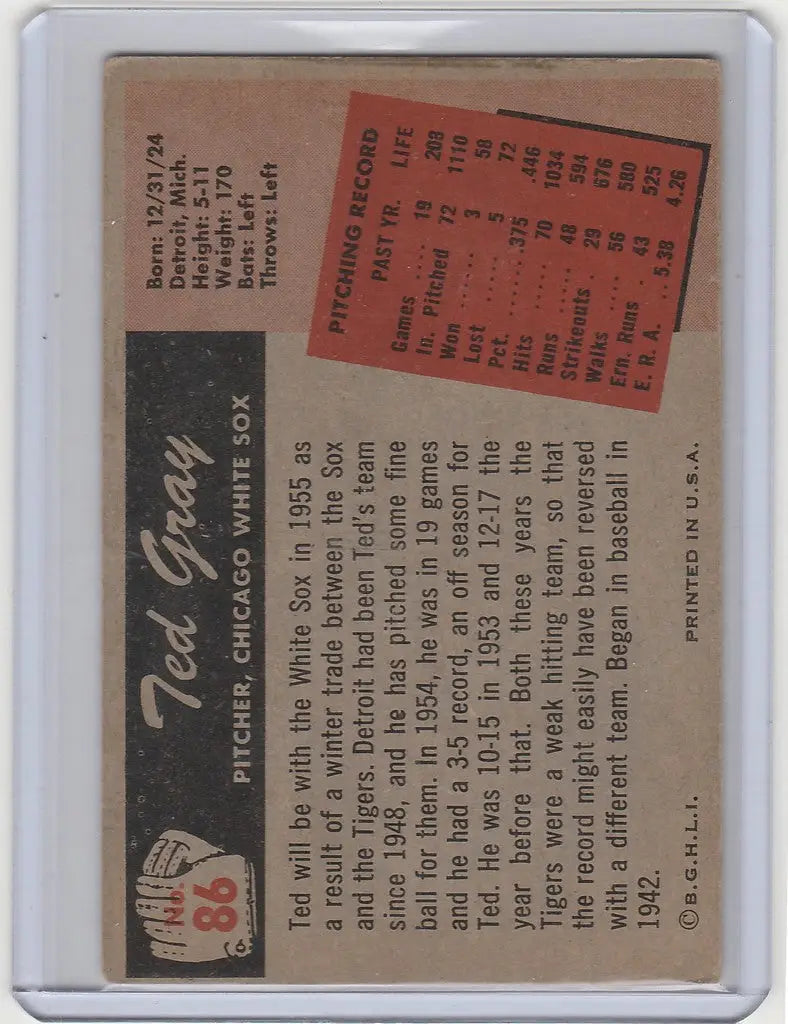 No.
86
Ted Gray
PITCHER, CHICAGO WHITE SOX
Born: 12/31/24
Detroit, Mich.
Height: 5-11
Weight: 170
Bats: Left
Throws: Left
Ted will be with the White Sox in 1955 as
a result of a winter trade between the Sox
and the Tigers. Detroit had been Ted's team
since 1948, and he has pitched some fine
ball for them. In 1954, he was in 19 games
and he had a 3-5 record, an off season for
Ted. He was 10-15 in 1953 and 12-17 the
year before that. Both these years the
Tigers were a weak hitting team, so that
the record might easily have been reversed
with a different team. Began in baseball in
1942.
PITCHING RECORD
PAST YR. LIFE
Games .... 19 208
In. Pitched 72 1110
Won ...... 3 58
Lost ..... 5 72
Pct. ....... .375 .446
Hits ..... 70 1034
Runs ...... 48 594
Strikeouts . 29 676
Walks .... 56 580
Ern. Runs . 43 525
E. R. A. .. 5.38 4.26
© B.G.H.L.I. PRINTED IN U.S.A.